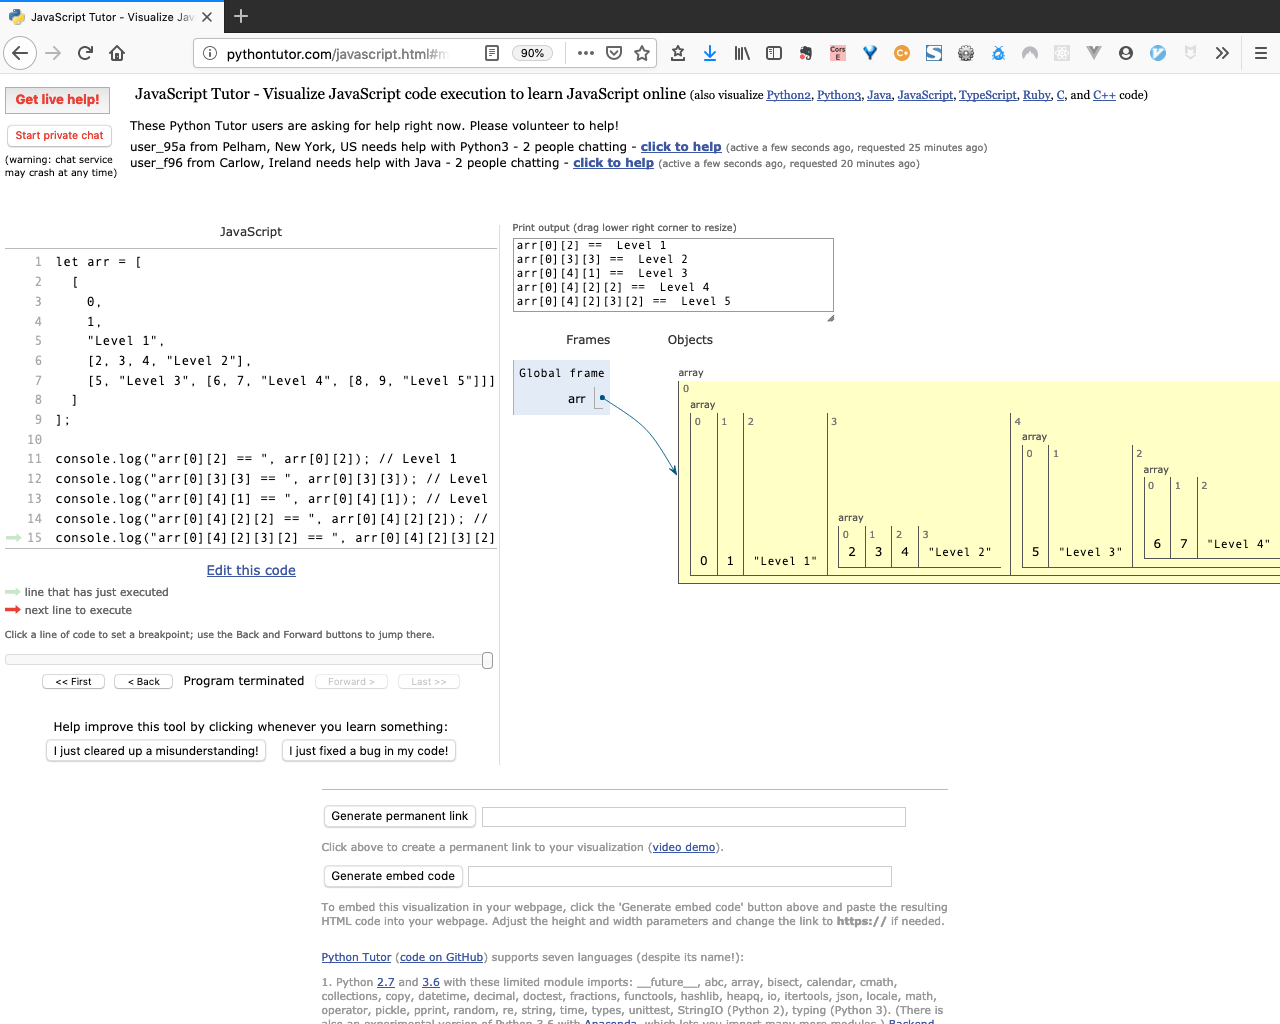 JavaScript Tutor - Visualize Jav
pythontutor.com/javascript.html#m
90%
Get live help!
Start private chat
(warning: chat service
may crash at any time)
JavaScript Tutor - Visualize JavaScript code execution to learn JavaScript online (also visualize Python2, Python3, Java, JavaScript, TypeScript, Ruby, C, and C++ code)
These Python Tutor users are asking for help right now. Please volunteer to help!
user_95a from Pelham, New York, US needs help with Python3 - 2 people chatting - click to help (active a few seconds ago, requested 25 minutes ago)
user_f96 from Carlow, Ireland needs help with Java - 2 people chatting - click to help (active a few seconds ago, requested 20 minutes ago)
JavaScript
1 let arr = [
2 [
3 0,
4 1,
5 "Level 1",
6 [2, 3, 4, "Level 2"],
7 [5, "Level 3", [6, 7, "Level 4", [8, 9, "Level 5"]]]
8 ]
9 ];
10
11 console.log("arr[0][2] == ", arr[0][2]); // Level 1
12 console.log("arr[0][3][3] == ", arr[0][3][3]); // Level
13 console.log("arr[0][4][1] == ", arr[0][4][1]); // Level
14 console.log("arr[0][4][2][2] == ", arr[0][4][2][2]); //
15 console.log("arr[0][4][2][3][2] == ", arr[0][4][2][3][2]
Edit this code
line that has just executed
next line to execute
Click a line of code to set a breakpoint; use the Back and Forward buttons to jump there.
<< First
< Back
Program terminated
Forward >
Last >>
Help improve this tool by clicking whenever you learn something:
I just cleared up a misunderstanding!
I just fixed a bug in my code!
Print output (drag lower right corner to resize)
arr[0][2] ==  Level 1
arr[0][3][3] ==  Level 2
arr[0][4][1] ==  Level 3
arr[0][4][2][2] ==  Level 4
arr[0][4][2][3][2] ==  Level 5
Frames
Objects
Global frame
arr
array
0
array
0 1 2 3 4
0 1 "Level 1"
array
0 1 2 3
2 3 4 "Level 2"
array
0 1 2
5 "Level 3"
array
0 1 2
6 7 "Level 4"
Generate permanent link
Click above to create a permanent link to your visualization (video demo).
Generate embed code
To embed this visualization in your webpage, click the 'Generate embed code' button above and paste the resulting
HTML code into your webpage. Adjust the height and width parameters and change the link to https:// if needed.
Python Tutor (code on GitHub) supports seven languages (despite its name!):
1. Python 2.7 and 3.6 with these limited module imports: __future__, abc, array, bisect, calendar, cmath,
collections, copy, datetime, decimal, doctest, fractions, functools, hashlib, heapq, io, itertools, json, locale, math,
operator, pickle, pprint, random, re, string, time, types, unittest, StringIO (Python 2), typing (Python 3). (There is
also an experimental version of Python 3.6 with Anaconda, which lets you import many more modules.) Backend